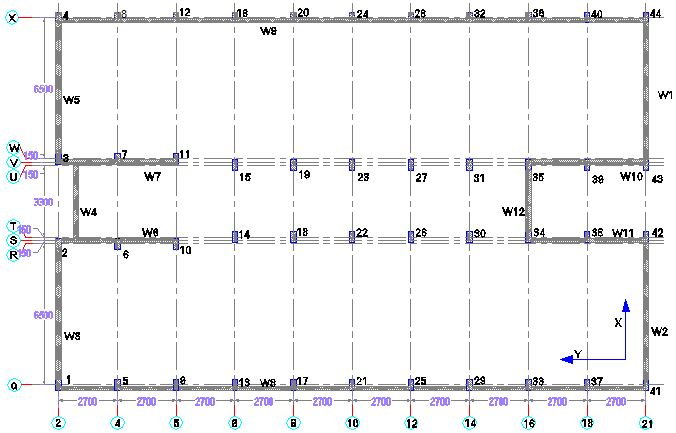 X 4 8 12 16 20 24 28 32 36 40 44
W9
6500
W5 W1
W
150 3 7 11
V
W7 15 19 23 27 31 35 39 W10 43
U 150
3300 W4 W12
T
150 W6 14 18 22 26 30 34 38 W11 42
S
R 150 2 6 10
6500 X
W3 Y W2
Q 1 5 9 13 W8 17 21 25 29 33 37 41
2700 2700 2700 2700 2700 2700 2700 2700 2700 2700
2 4 5 8 9 10 12 14 16 18 21